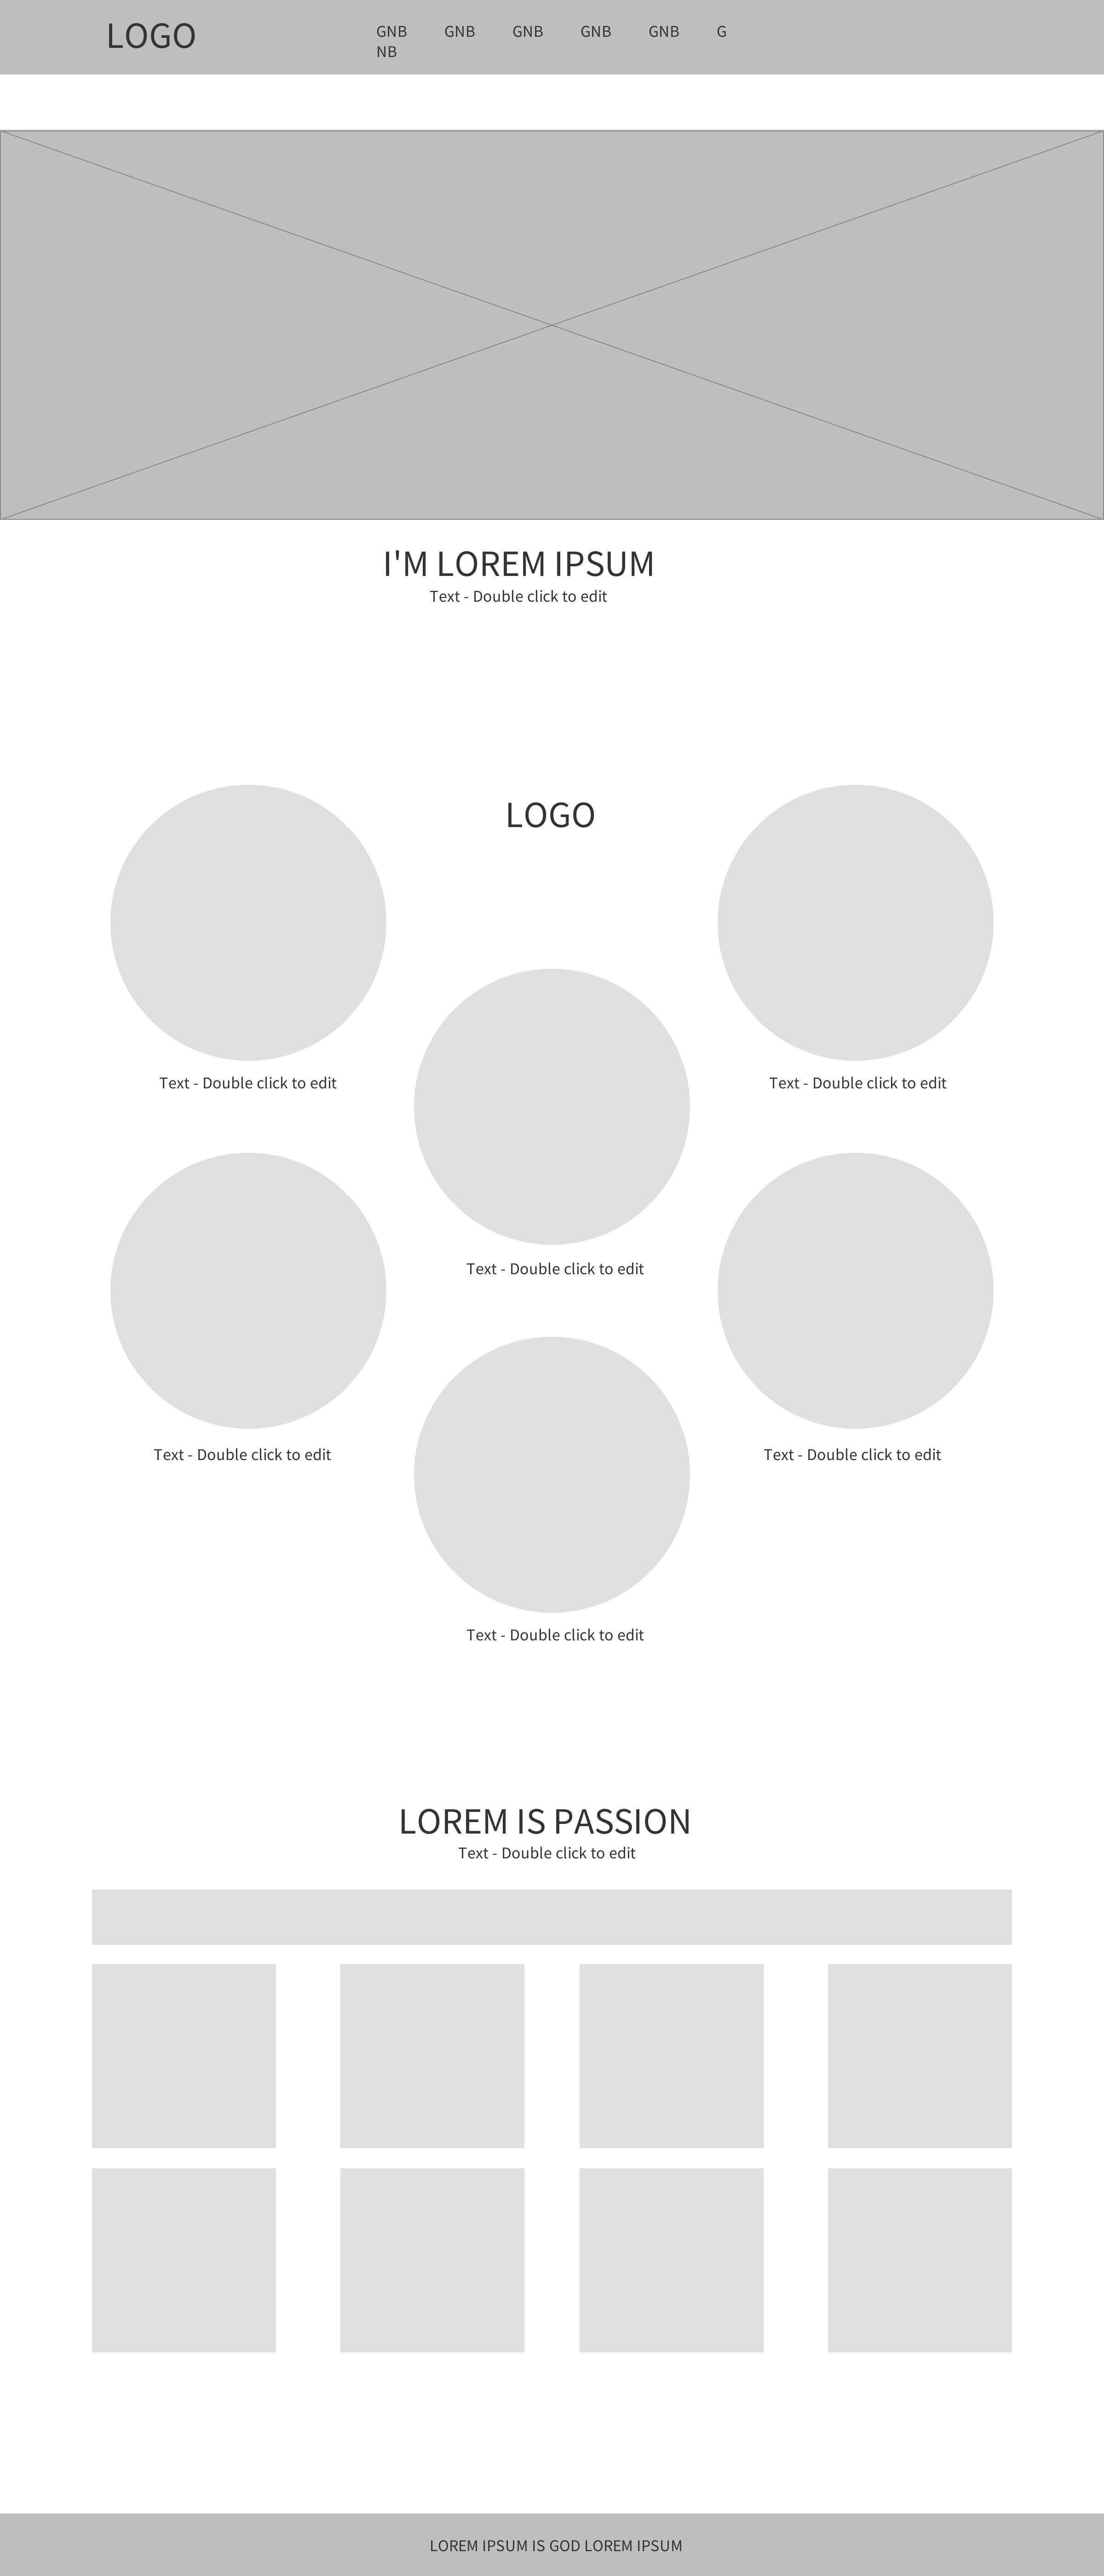 LOGO
GNB GNB GNB GNB GNB G
NB
I'M LOREM IPSUM
Text - Double click to edit
LOGO
Text - Double click to edit
Text - Double click to edit
Text - Double click to edit
Text - Double click to edit
Text - Double click to edit
Text - Double click to edit
LOREM IS PASSION
Text - Double click to edit
LOREM IPSUM IS GOD LOREM IPSUM